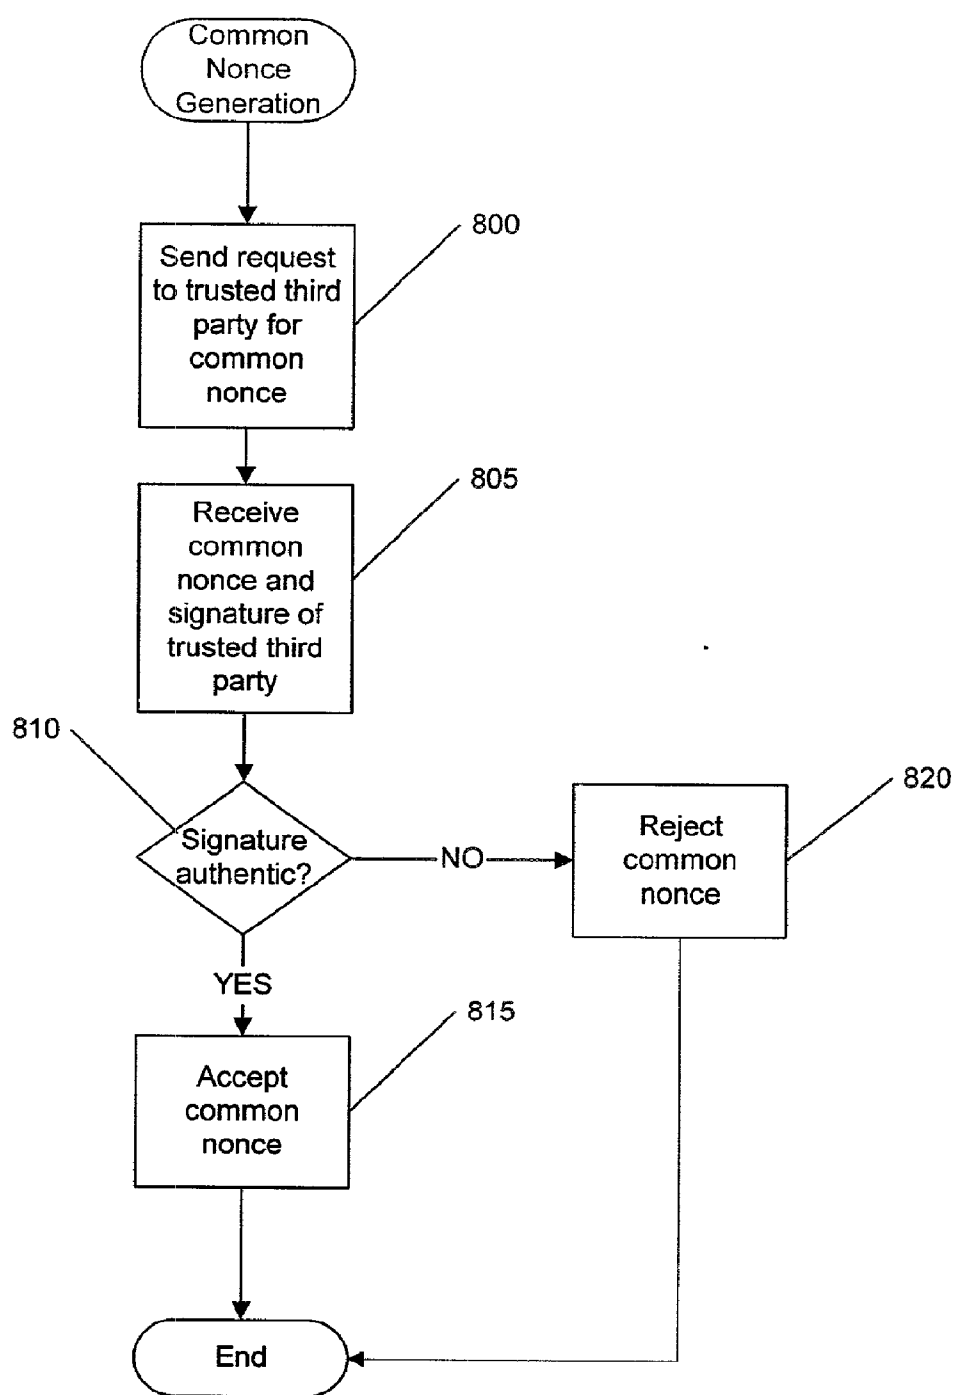 Common
Nonce
Generation
800
Send request
to trusted third
party for
common
nonce
805
Receive
common
nonce and
signature of
trusted third
party
810
Signature
authentic?
NO
820
Reject
common
nonce
YES
815
Accept
common
nonce
End